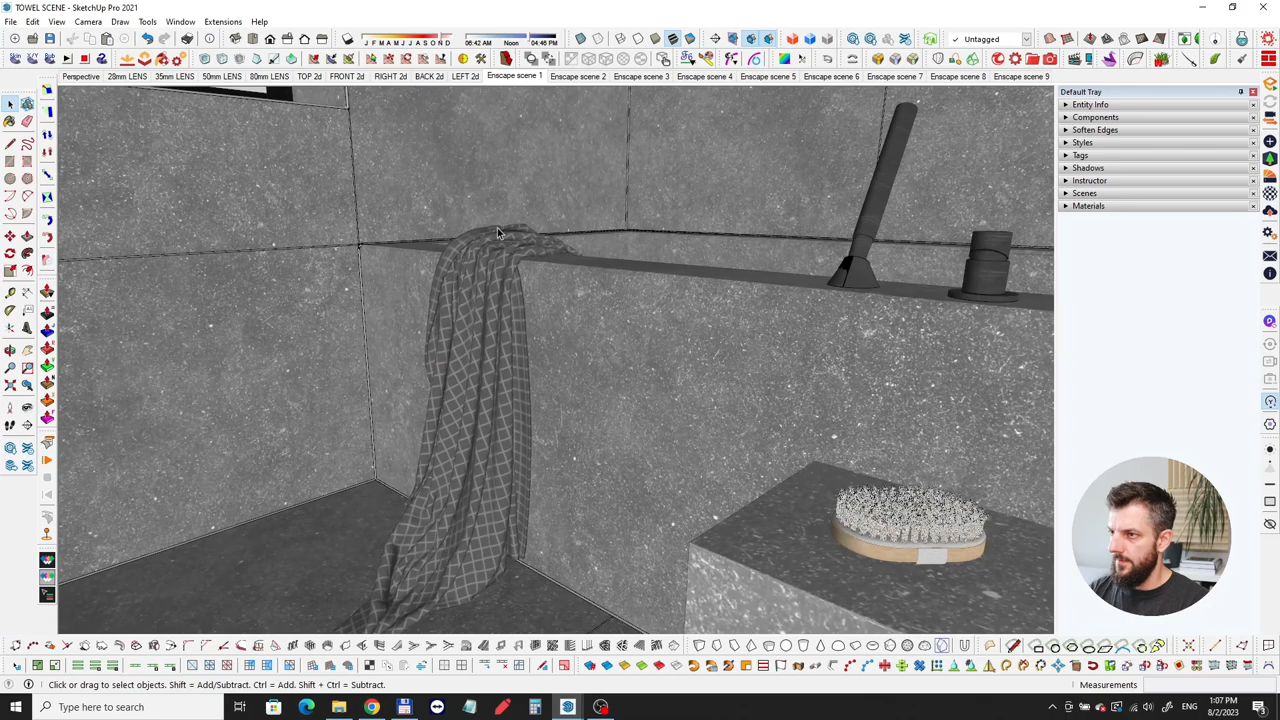 TOWEL SCENE - SketchUp Pro 2021
File Edit View Camera Draw Tools Window Extensions Help
J F M A M J J A S O N D 06:42 AM Noon 04:46 PM Untagged
Perspective 28mm LENS 35mm LENS 50mm LENS 80mm LENS TOP 2d FRONT 2d RIGHT 2d BACK 2d LEFT 2d Enscape scene 1 Enscape scene 2 Enscape scene 3 Enscape scene 4 Enscape scene 5 Enscape scene 6 Enscape scene 7 Enscape scene 8 Enscape scene 9
Default Tray
Entity Info
Components
Soften Edges
Styles
Tags
Shadows
Instructor
Scenes
Materials
Click or drag to select objects. Shift = Add/Subtract. Ctrl = Add. Shift + Ctrl = Subtract.
Measurements
Type here to search
1:07 PM
8/2/2023